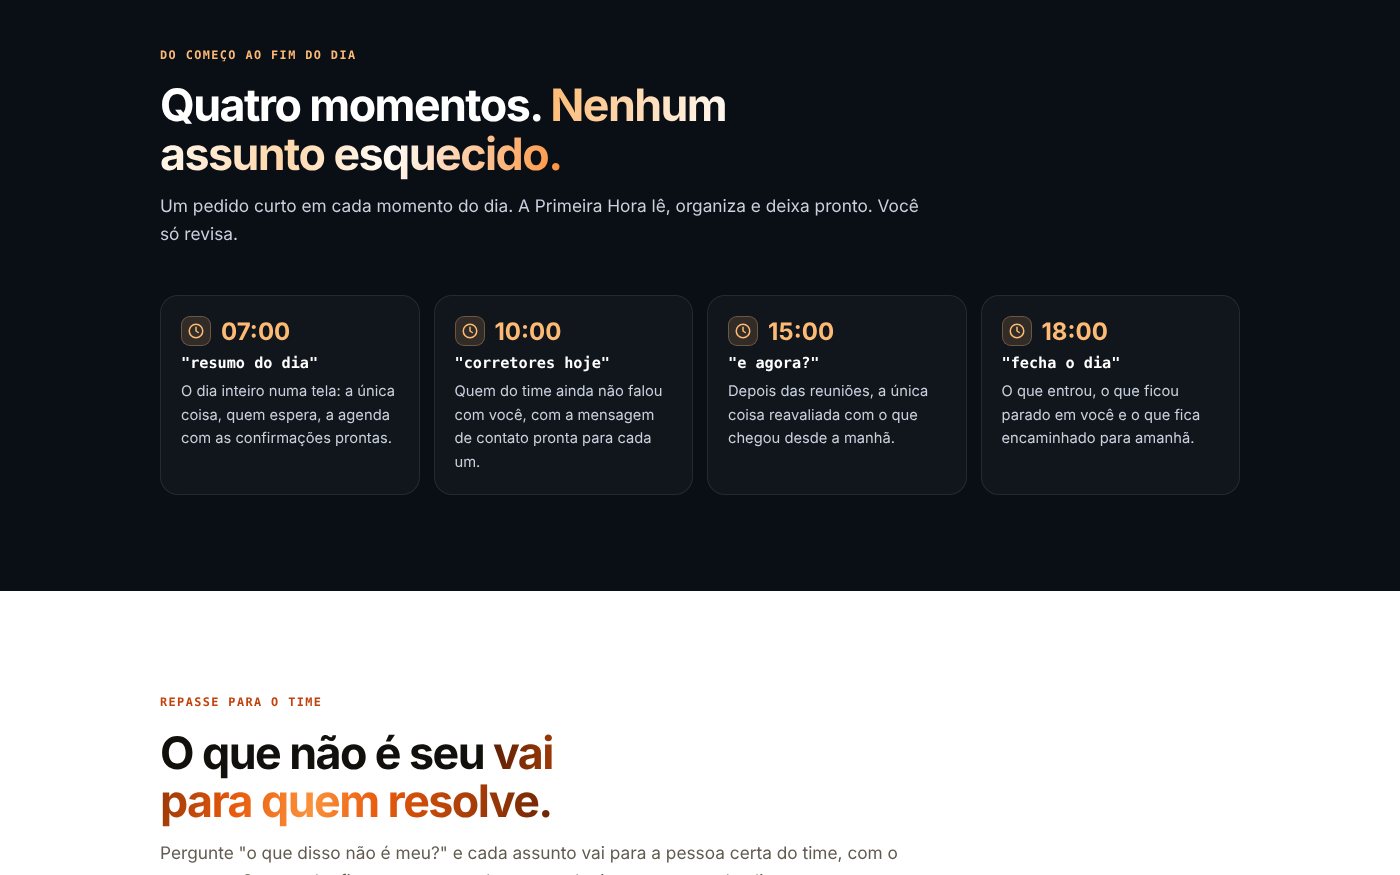 DO COMEÇO AO FIM DO DIA
Quatro momentos. Nenhum
assunto esquecido.
Um pedido curto em cada momento do dia. A Primeira Hora lê, organiza e deixa pronto. Você
só revisa.
07:00
"resumo do dia"
O dia inteiro numa tela: a única
coisa, quem espera, a agenda
com as confirmações prontas.
10:00
"corretores hoje"
Quem do time ainda não falou
com você, com a mensagem
de contato pronta para cada
um.
15:00
"e agora?"
Depois das reuniões, a única
coisa reavaliada com o que
chegou desde a manhã.
18:00
"fecha o dia"
O que entrou, o que ficou
parado em você e o que fica
encaminhado para amanhã.
REPASSE PARA O TIME
O que não é seu vai
para quem resolve.
Pergunte "o que disso não é meu?" e cada assunto vai para a pessoa certa do time, com o